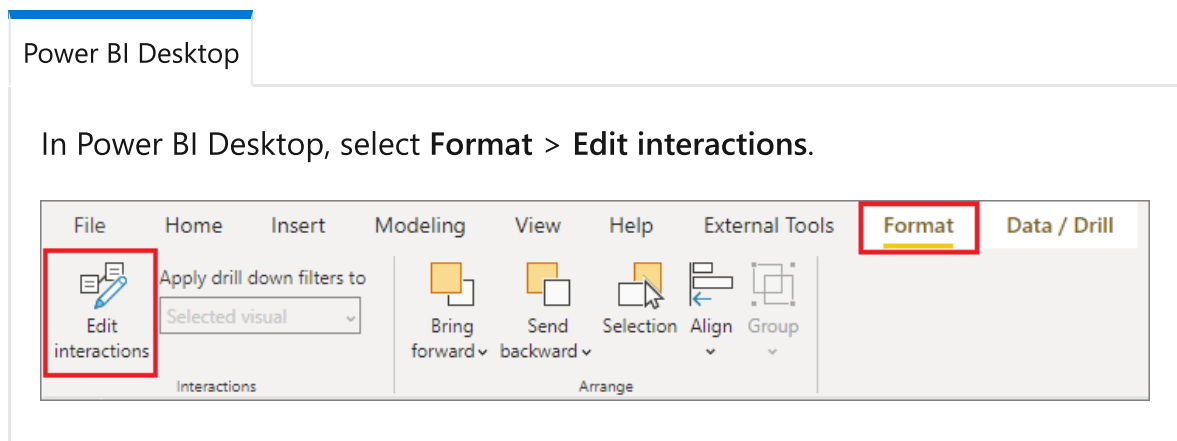 Power BI Desktop
In Power BI Desktop, select Format > Edit interactions.
File Home Insert Modeling View Help External Tools Format Data / Drill
Edit interactions
Apply drill down filters to
Selected visual
Bring forward
Send backward
Selection
Align
Group
Interactions
Arrange